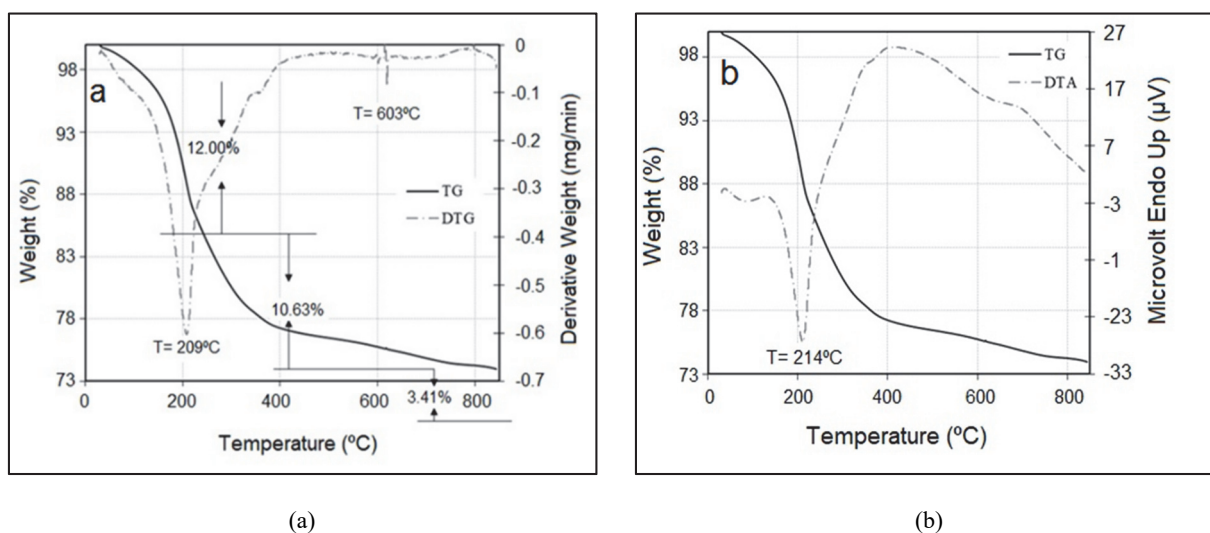 a
98
93
88
83
78
73
Weight (%)
0
200
400
600
800
Temperature (ºC)
0
-0.1
-0.2
-0.3
-0.4
-0.5
-0.6
-0.7
Derivative Weight (mg/min)
12.00%
10.63%
3.41%
T= 603ºC
T= 209ºC
TG
DTG
b
98
93
88
83
78
73
Weight (%)
0
200
400
600
800
Temperature (ºC)
27
17
7
-3
-1
-23
-33
Microvolt Endo Up (µV)
TG
DTA
T= 214ºC
(a)
(b)